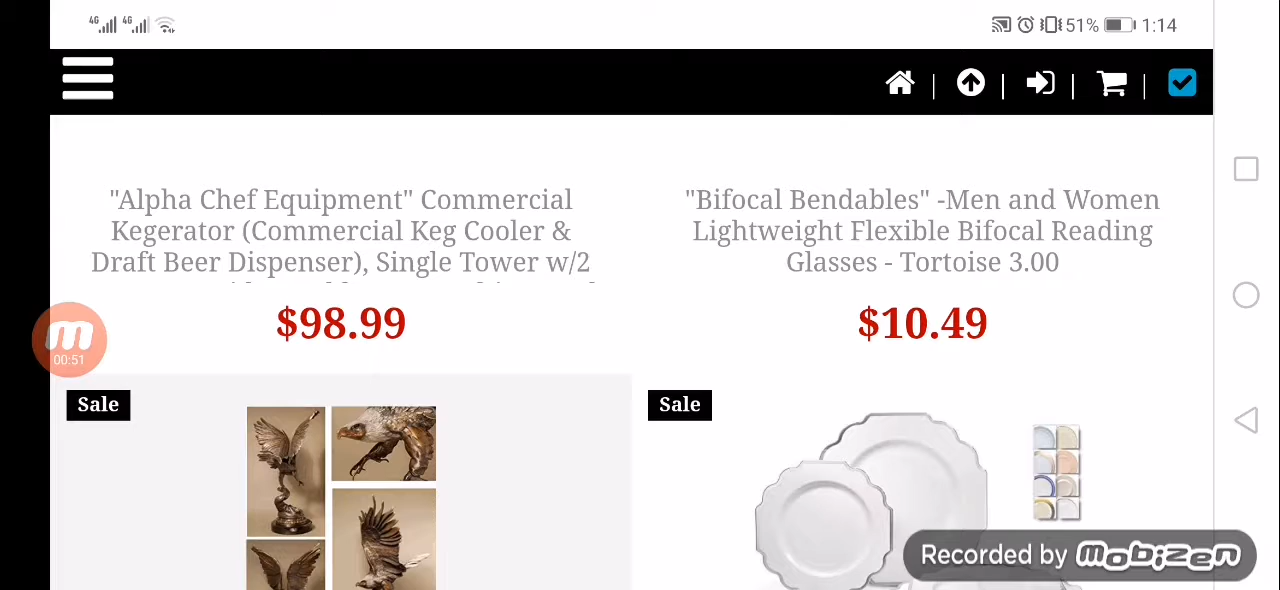 4G 4G 51% 1:14
"Alpha Chef Equipment" Commercial
Kegerator (Commercial Keg Cooler &
Draft Beer Dispenser), Single Tower w/2
$98.99
"Bifocal Bendables" -Men and Women
Lightweight Flexible Bifocal Reading
Glasses - Tortoise 3.00
$10.49
00:51
Sale
Sale
Recorded by mobizen